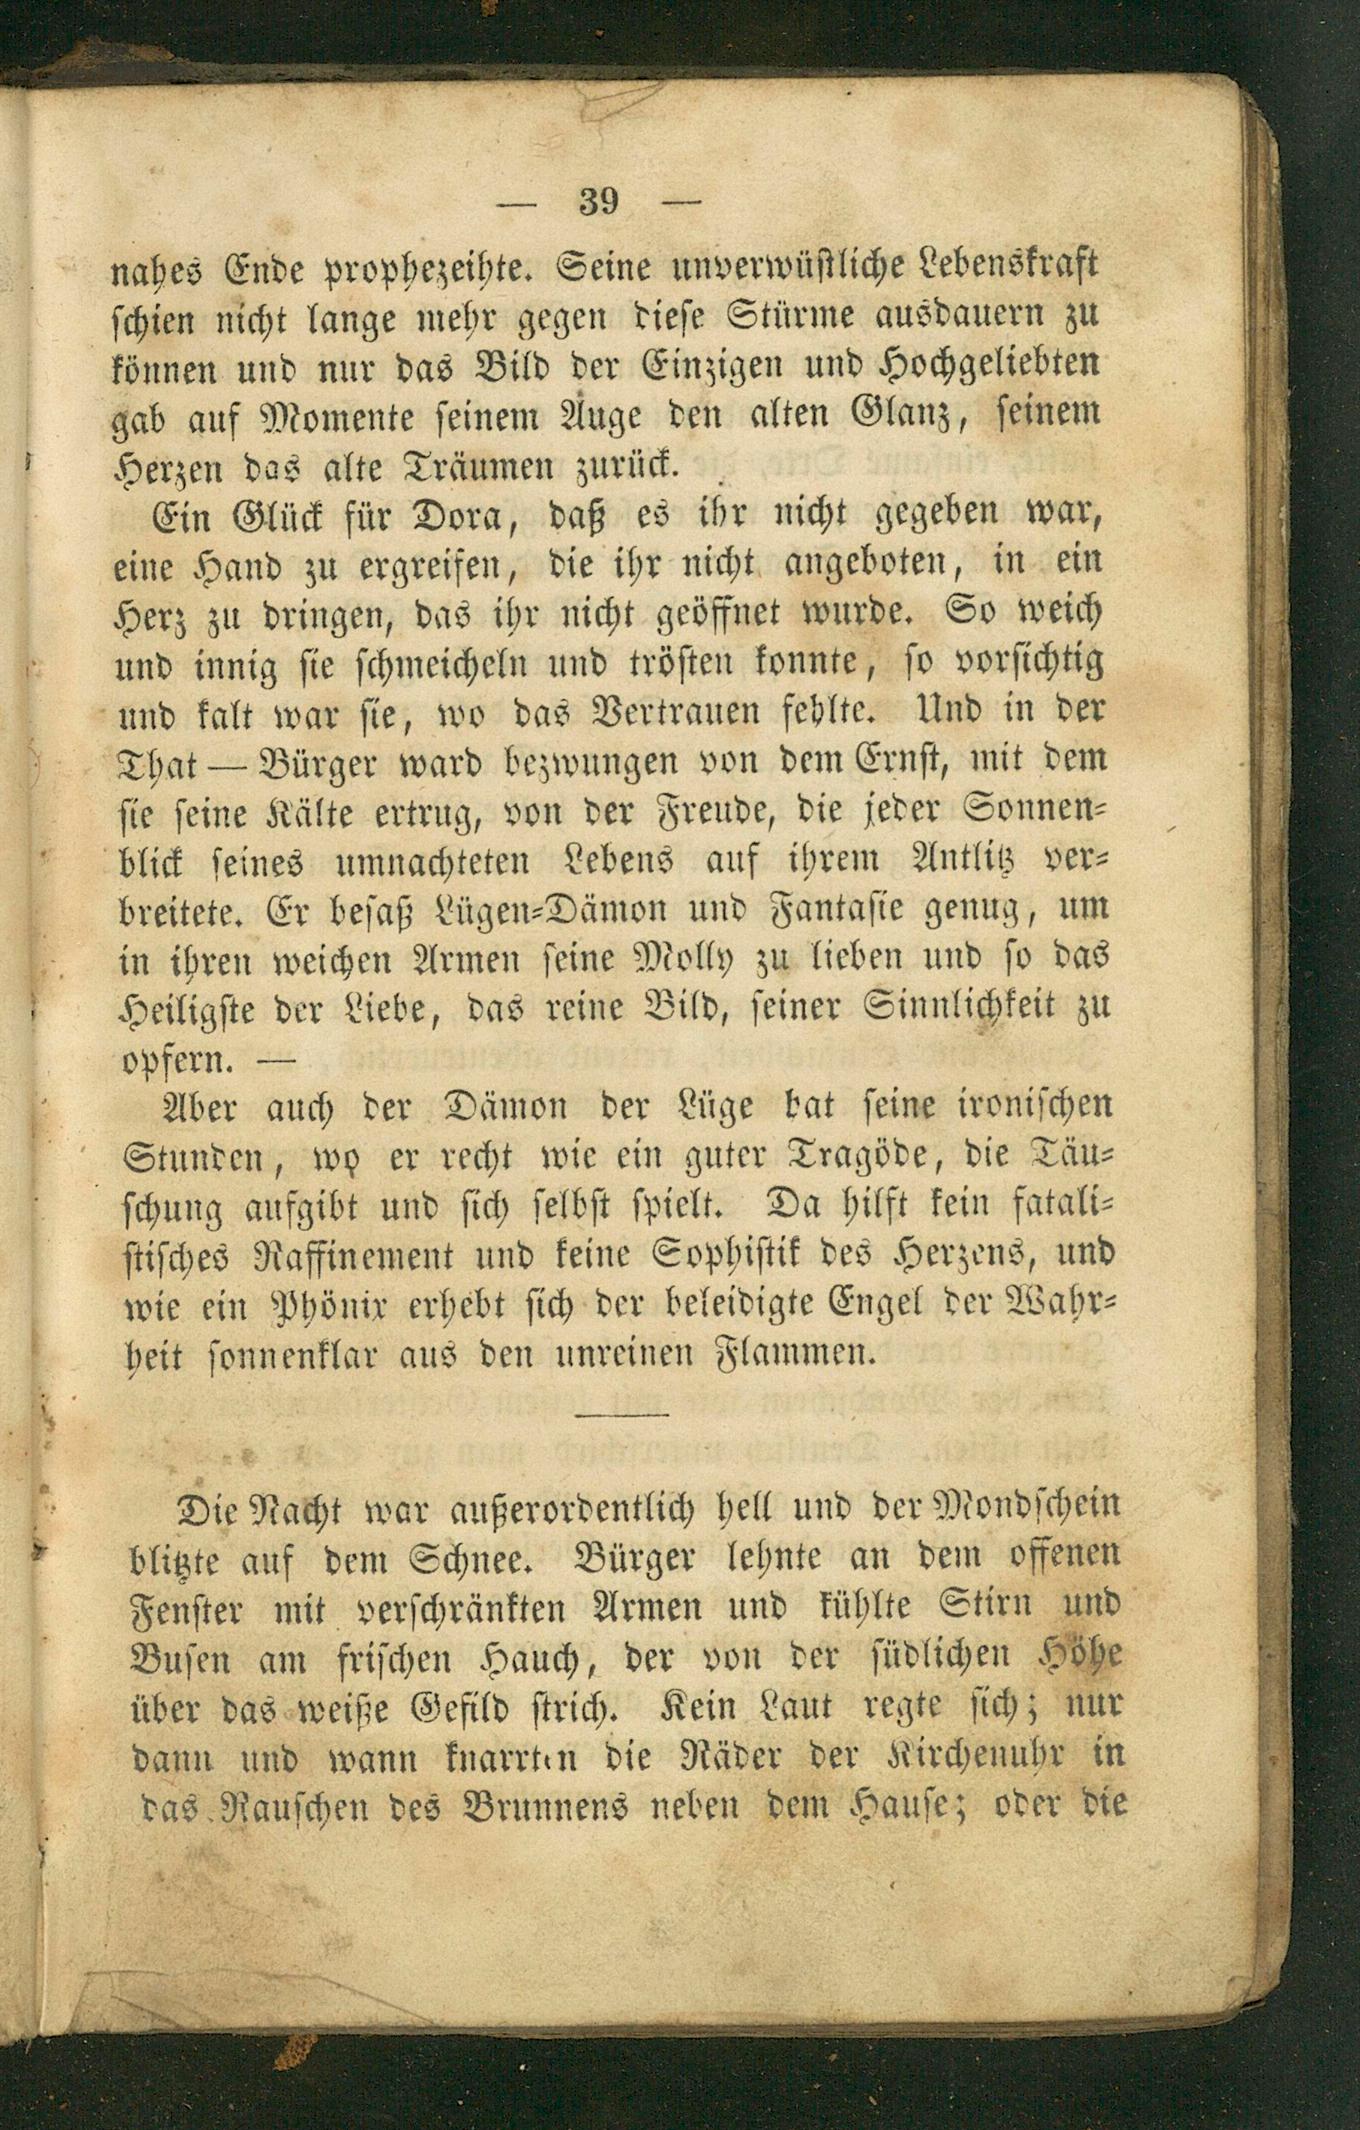 — 39 —
nahes Ende prophezeihte. Seine unverwüstliche Lebenskraft
schien nicht lange mehr gegen diese Stürme ausdauern zu
können und nur das Bild der Einzigen und Hochgeliebten
gab auf Momente seinem Auge den alten Glanz, seinem
Herzen das alte Träumen zurück.
Ein Glück für Dora, daß es ihr nicht gegeben war,
eine Hand zu ergreifen, die ihr nicht angeboten, in ein
Herz zu dringen, das ihr nicht geöffnet wurde. So weich
und innig sie schmeicheln und trösten konnte, so vorsichtig
und kalt war sie, wo das Vertrauen fehlte. Und in der
That — Bürger ward bezwungen von dem Ernst, mit dem
sie seine Kälte ertrug, von der Freude, die jeder Sonnen-
blick seines umnachteten Lebens auf ihrem Antlitz ver-
breitete. Er besaß Lügen-Dämon und Fantasie genug, um
in ihren weichen Armen seine Molly zu lieben und so das
Heiligste der Liebe, das reine Bild, seiner Sinnlichkeit zu
opfern. —
Aber auch der Dämon der Lüge hat seine ironischen
Stunden, wo er recht wie ein guter Tragöde, die Täu-
schung aufgibt und sich selbst spielt. Da hilft kein fatali-
stisches Raffinement und keine Sophistik des Herzens, und
wie ein Phönix erhebt sich der beleidigte Engel der Wahr-
heit sonnenklar aus den unreinen Flammen.
Die Nacht war außerordentlich hell und der Mondschein
blitzte auf dem Schnee. Bürger lehnte an dem offenen
Fenster mit verschränkten Armen und kühlte Stirn und
Busen am frischen Hauch, der von der südlichen Höhe
über das weiße Gefild strich. Kein Laut regte sich; nur
dann und wann knarrten die Räder der Kirchenuhr in
das Rauschen des Brunnens neben dem Hause; oder die